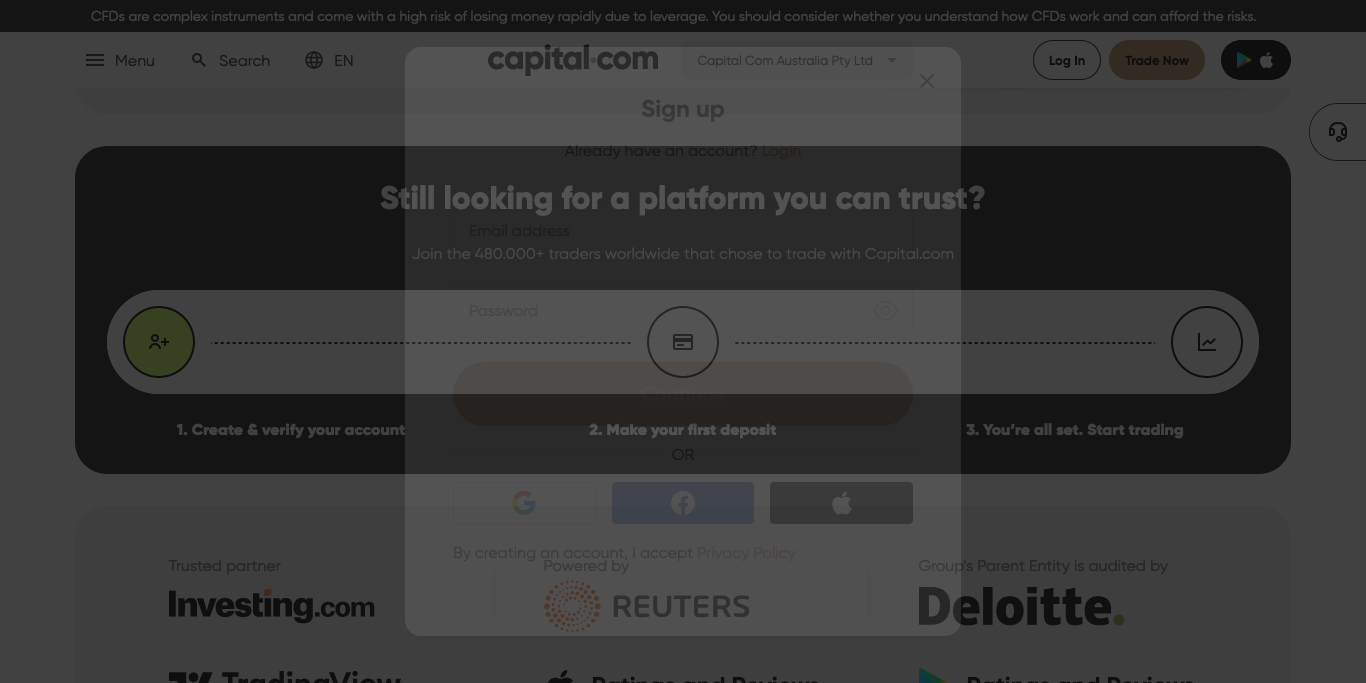 CFDs are complex instruments and come with a high risk of losing money rapidly due to leverage. You should consider whether you understand how CFDs work and can afford the risks.
Menu
Search
EN
capital.com
Capital Com Australia Pty Ltd
Log In
Trade Now
Sign up
Already have an account? Login
Still looking for a platform you can trust?
Email address
Join the 480.000+ traders worldwide that chose to trade with Capital.com
Password
Continue
1. Create & verify your account
2. Make your first deposit
3. You're all set. Start trading
OR
By creating an account, I accept Privacy Policy
Trusted partner
Powered by
Group's Parent Entity is audited by
Investing.com
REUTERS
Deloitte.
TradingView
Ratings and Reviews
Ratings and Reviews